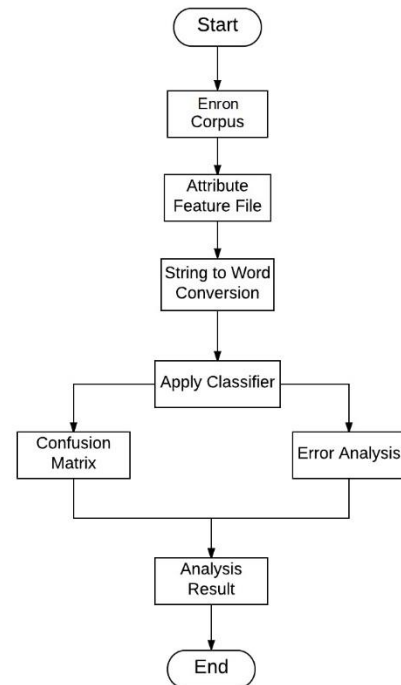 Start
Enron
Corpus
Attribute
Feature File
String to Word
Conversion
Apply Classifier
Confusion
Matrix
Error Analysis
Analysis
Result
End